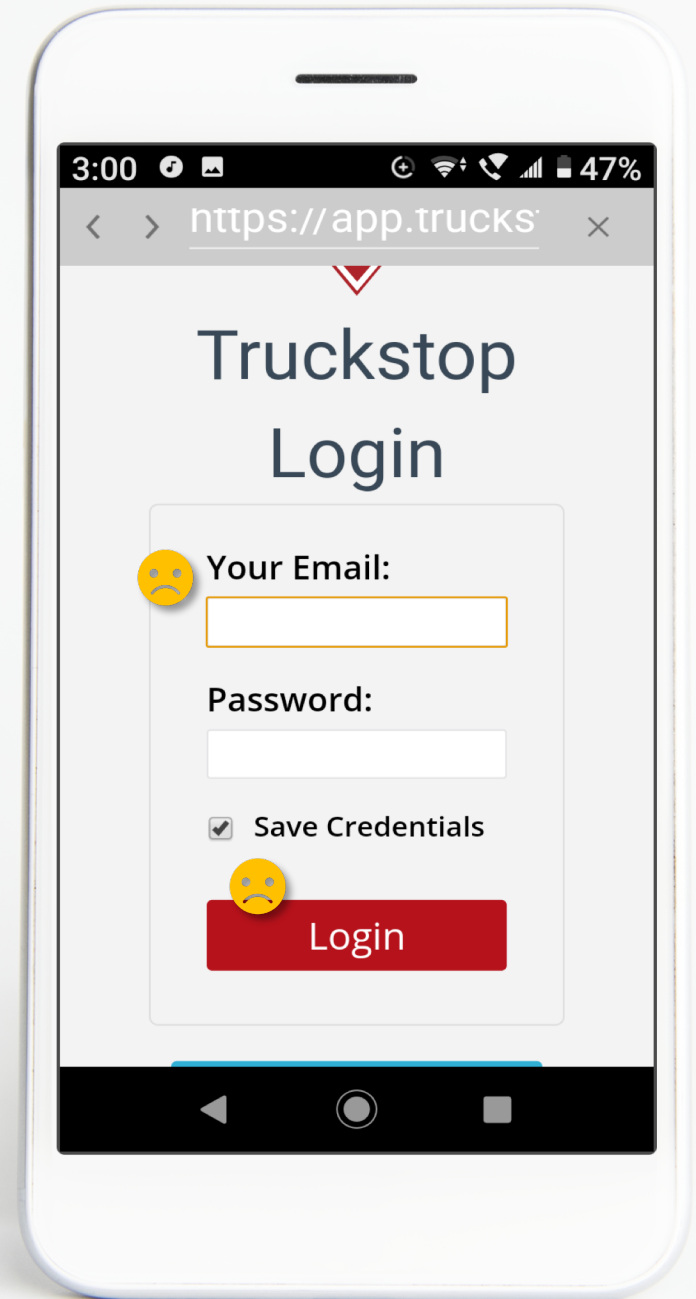 3:00
47%
https://app.trucks
Truckstop
Login
Your Email:
Password:
Save Credentials
Login